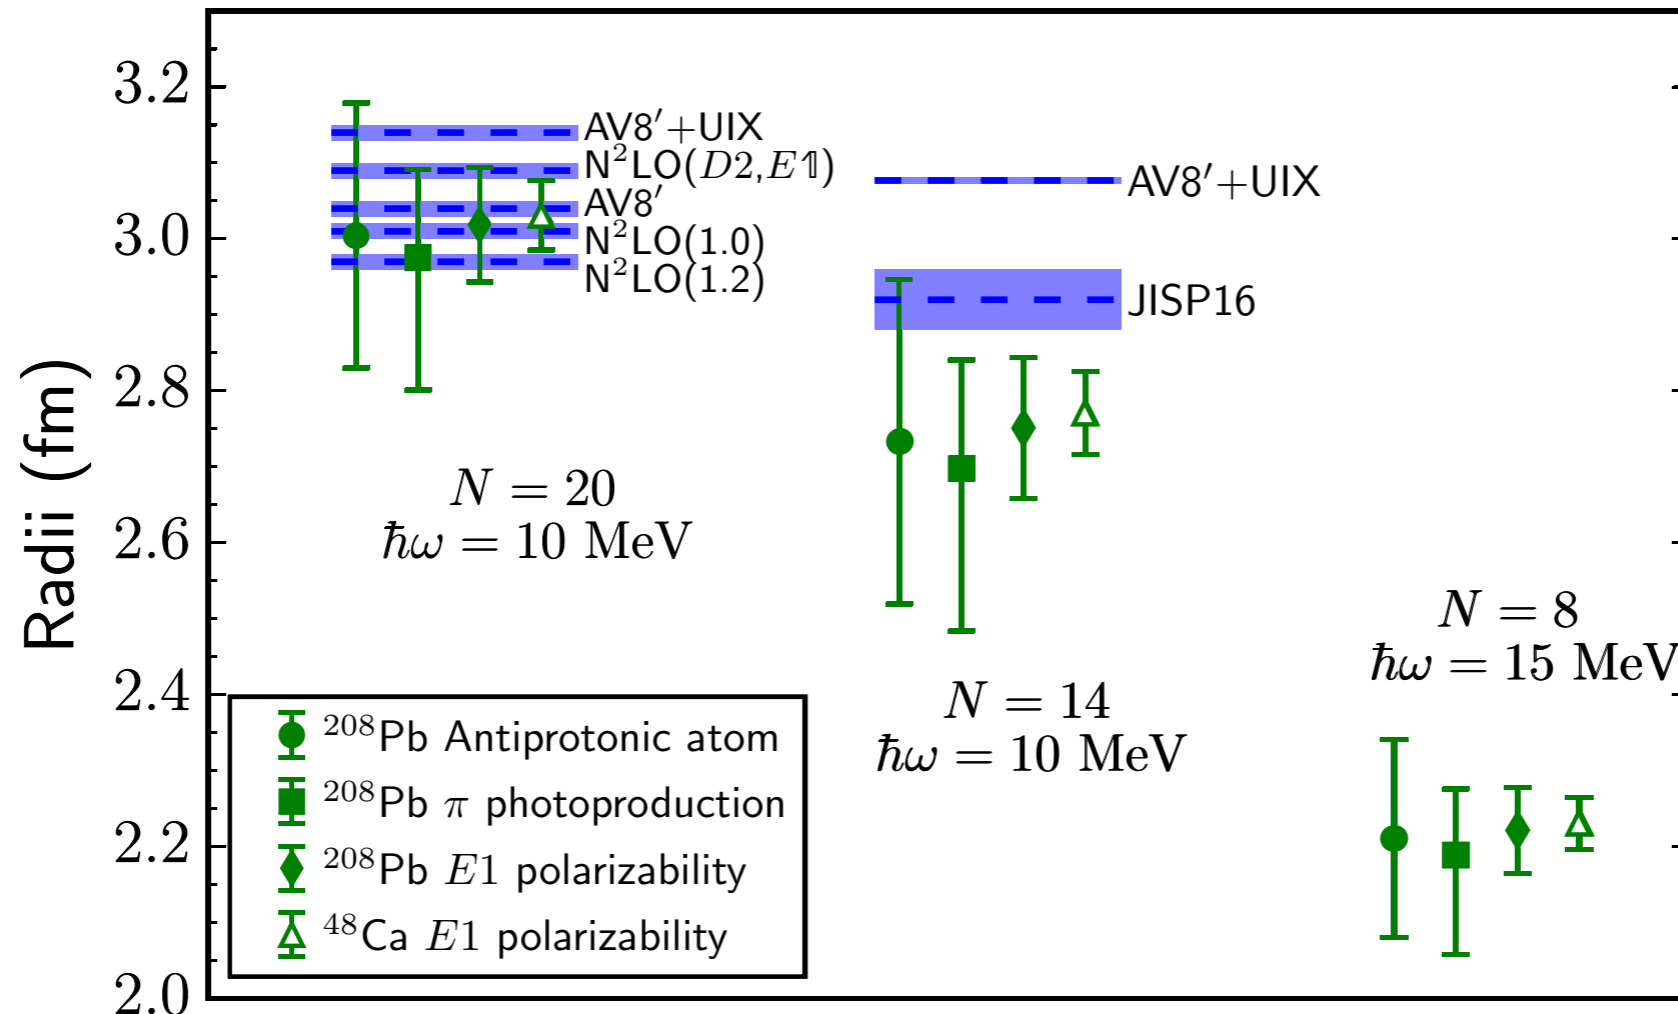 Radii (fm)
3.2
3.0
2.8
2.6
2.4
2.2
2.0
AV8′+UIX
N²LO(D2,E𝟙)
AV8′
N²LO(1.0)
N²LO(1.2)
AV8′+UIX
JISP16
N = 20
ħω = 10 MeV
N = 14
ħω = 10 MeV
N = 8
ħω = 15 MeV
²⁰⁸Pb Antiprotonic atom
²⁰⁸Pb π photoproduction
²⁰⁸Pb E1 polarizability
⁴⁸Ca E1 polarizability